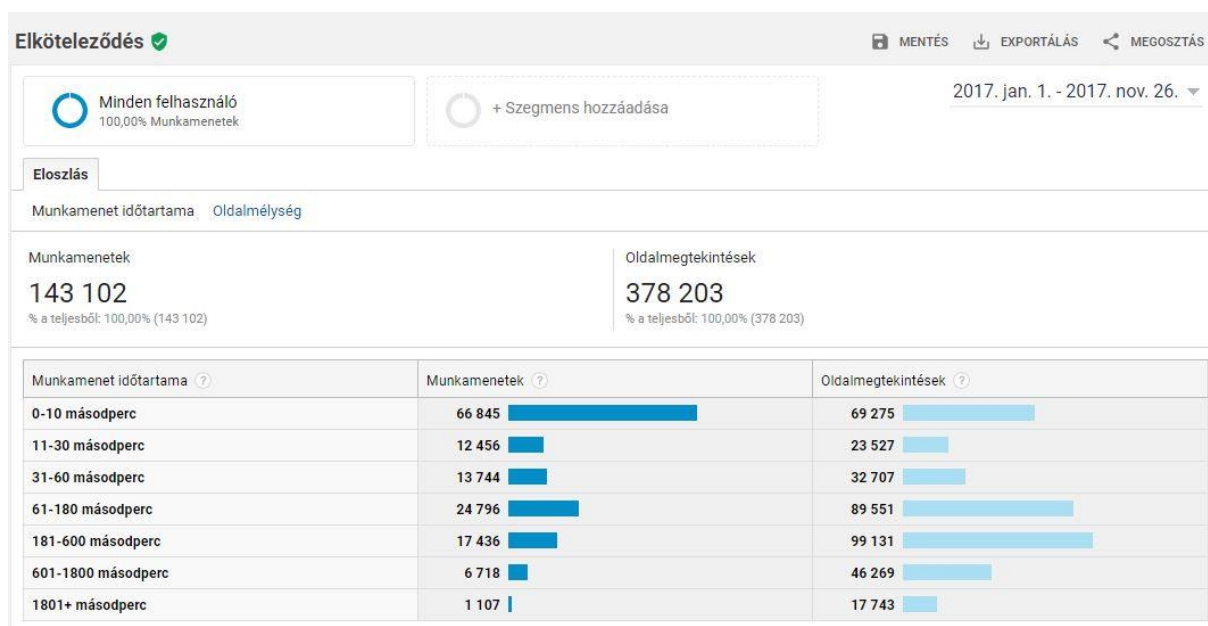 Elköteleződés
MENTÉS EXPORTÁLÁS MEGOSZTÁS
Minden felhasználó
100,00% Munkamenetek
+ Szegmens hozzáadása
2017. jan. 1. - 2017. nov. 26.
Eloszlás
Munkamenet időtartama Oldalmélység
Munkamenetek Oldalmegtekintések
143 102 378 203
% a teljesből: 100,00% (143 102) % a teljesből: 100,00% (378 203)
Munkamenet időtartama ? Munkamenetek ? Oldalmegtekintések ?
0-10 másodperc 66 845 69 275
11-30 másodperc 12 456 23 527
31-60 másodperc 13 744 32 707
61-180 másodperc 24 796 89 551
181-600 másodperc 17 436 99 131
601-1800 másodperc 6 718 46 269
1801+ másodperc 1 107 17 743